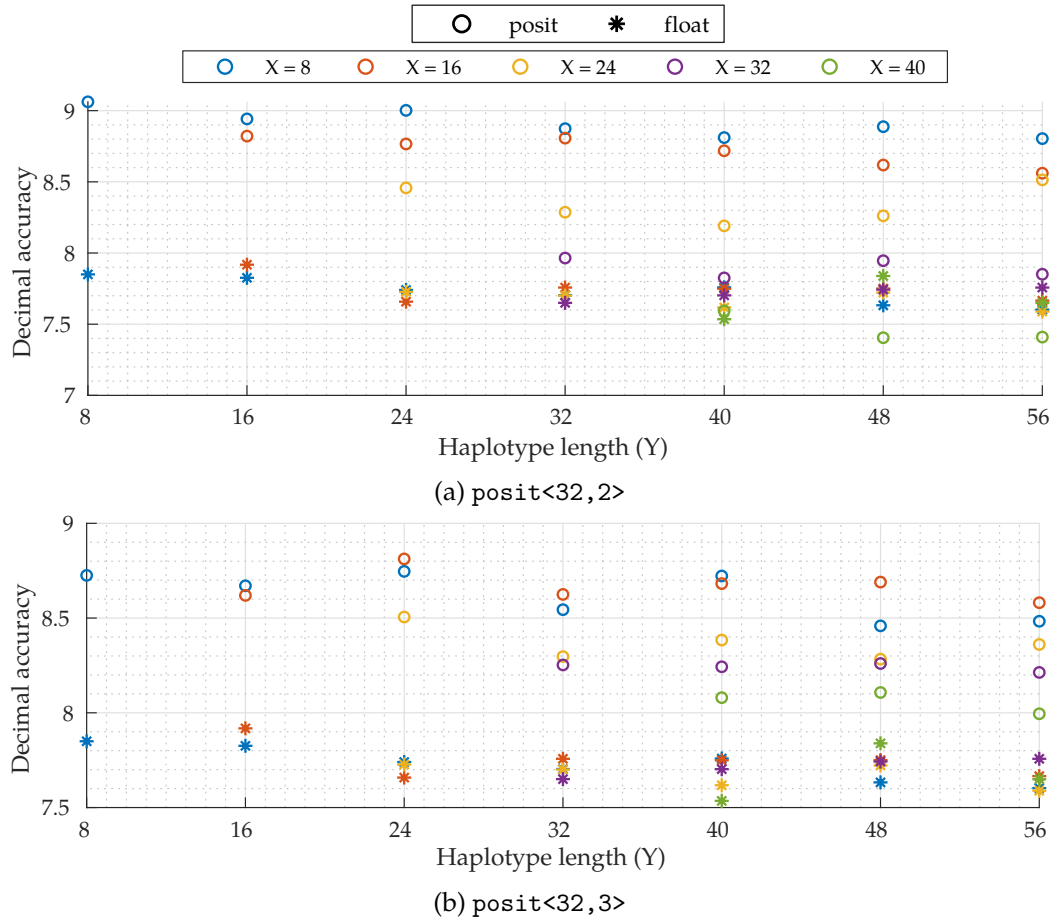 posit float
X = 8 X = 16 X = 24 X = 32 X = 40
9
8.5
8
7.5
7
Decimal accuracy
8 16 24 32 40 48 56
Haplotype length (Y)
(a) posit<32,2>
9
8.5
8
7.5
Decimal accuracy
8 16 24 32 40 48 56
Haplotype length (Y)
(b) posit<32,3>